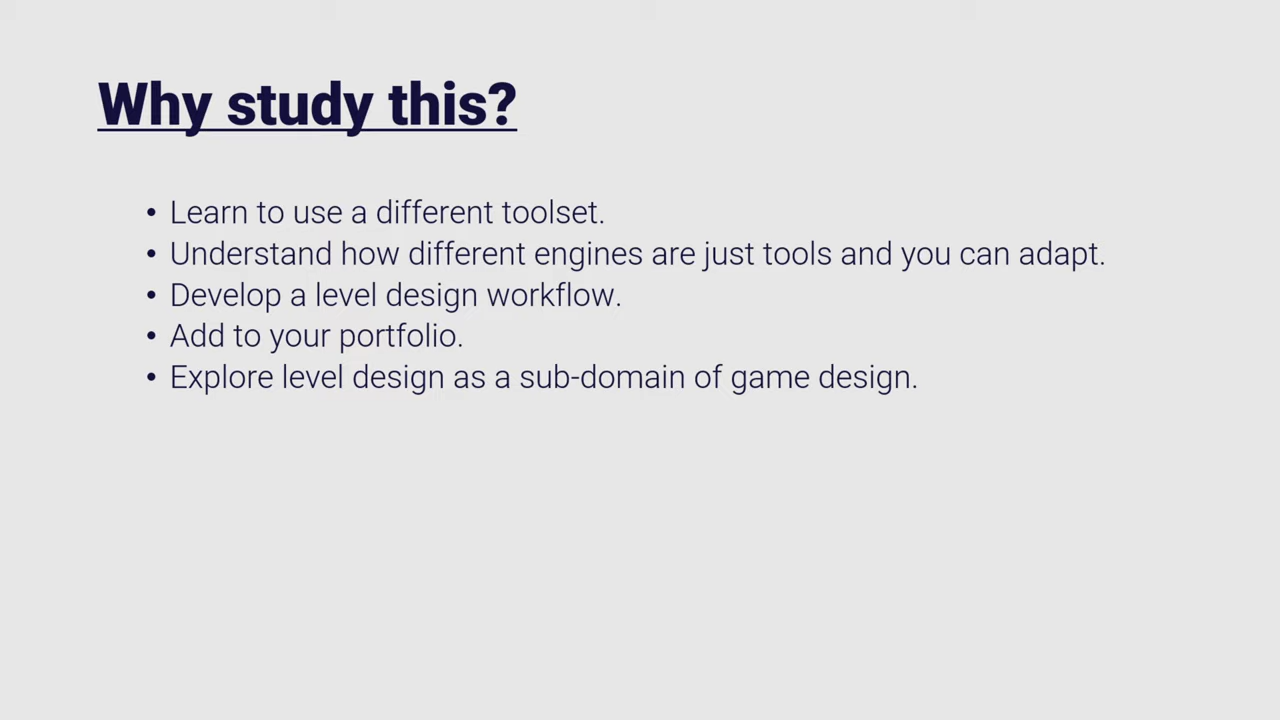 Why study this?
• Learn to use a different toolset.
• Understand how different engines are just tools and you can adapt.
• Develop a level design workflow.
• Add to your portfolio.
• Explore level design as a sub-domain of game design.